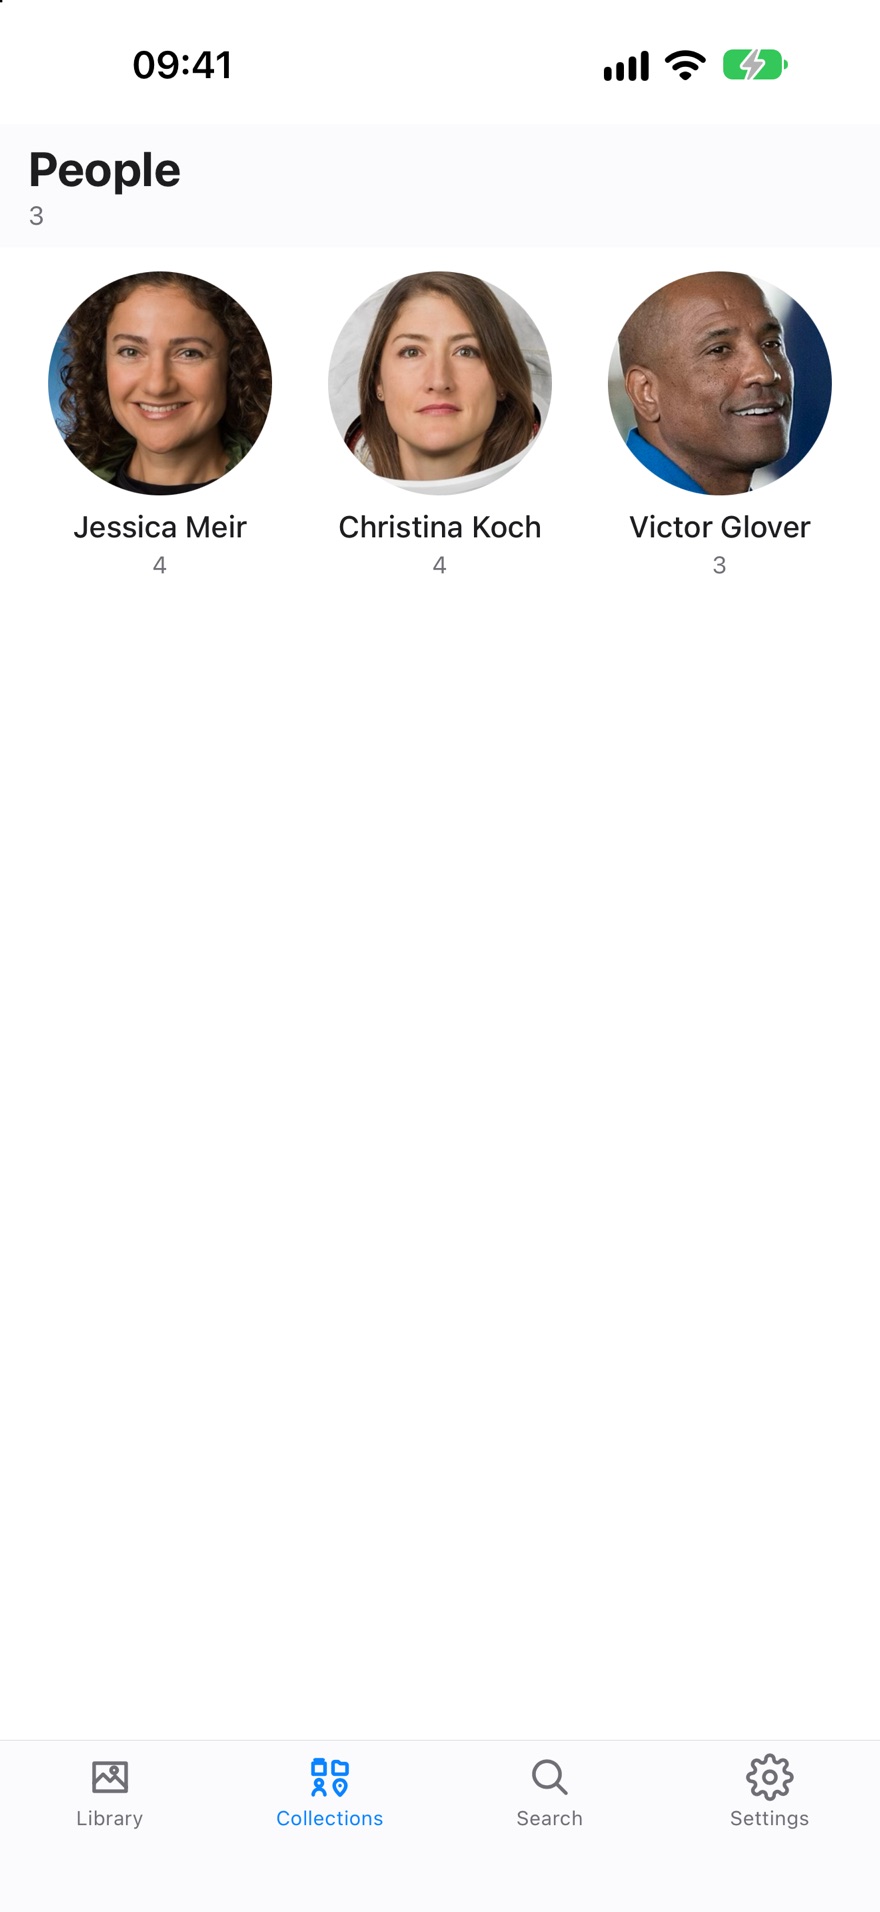 09:41
People
3
Jessica Meir
4
Christina Koch
4
Victor Glover
3
Library
Collections
Search
Settings